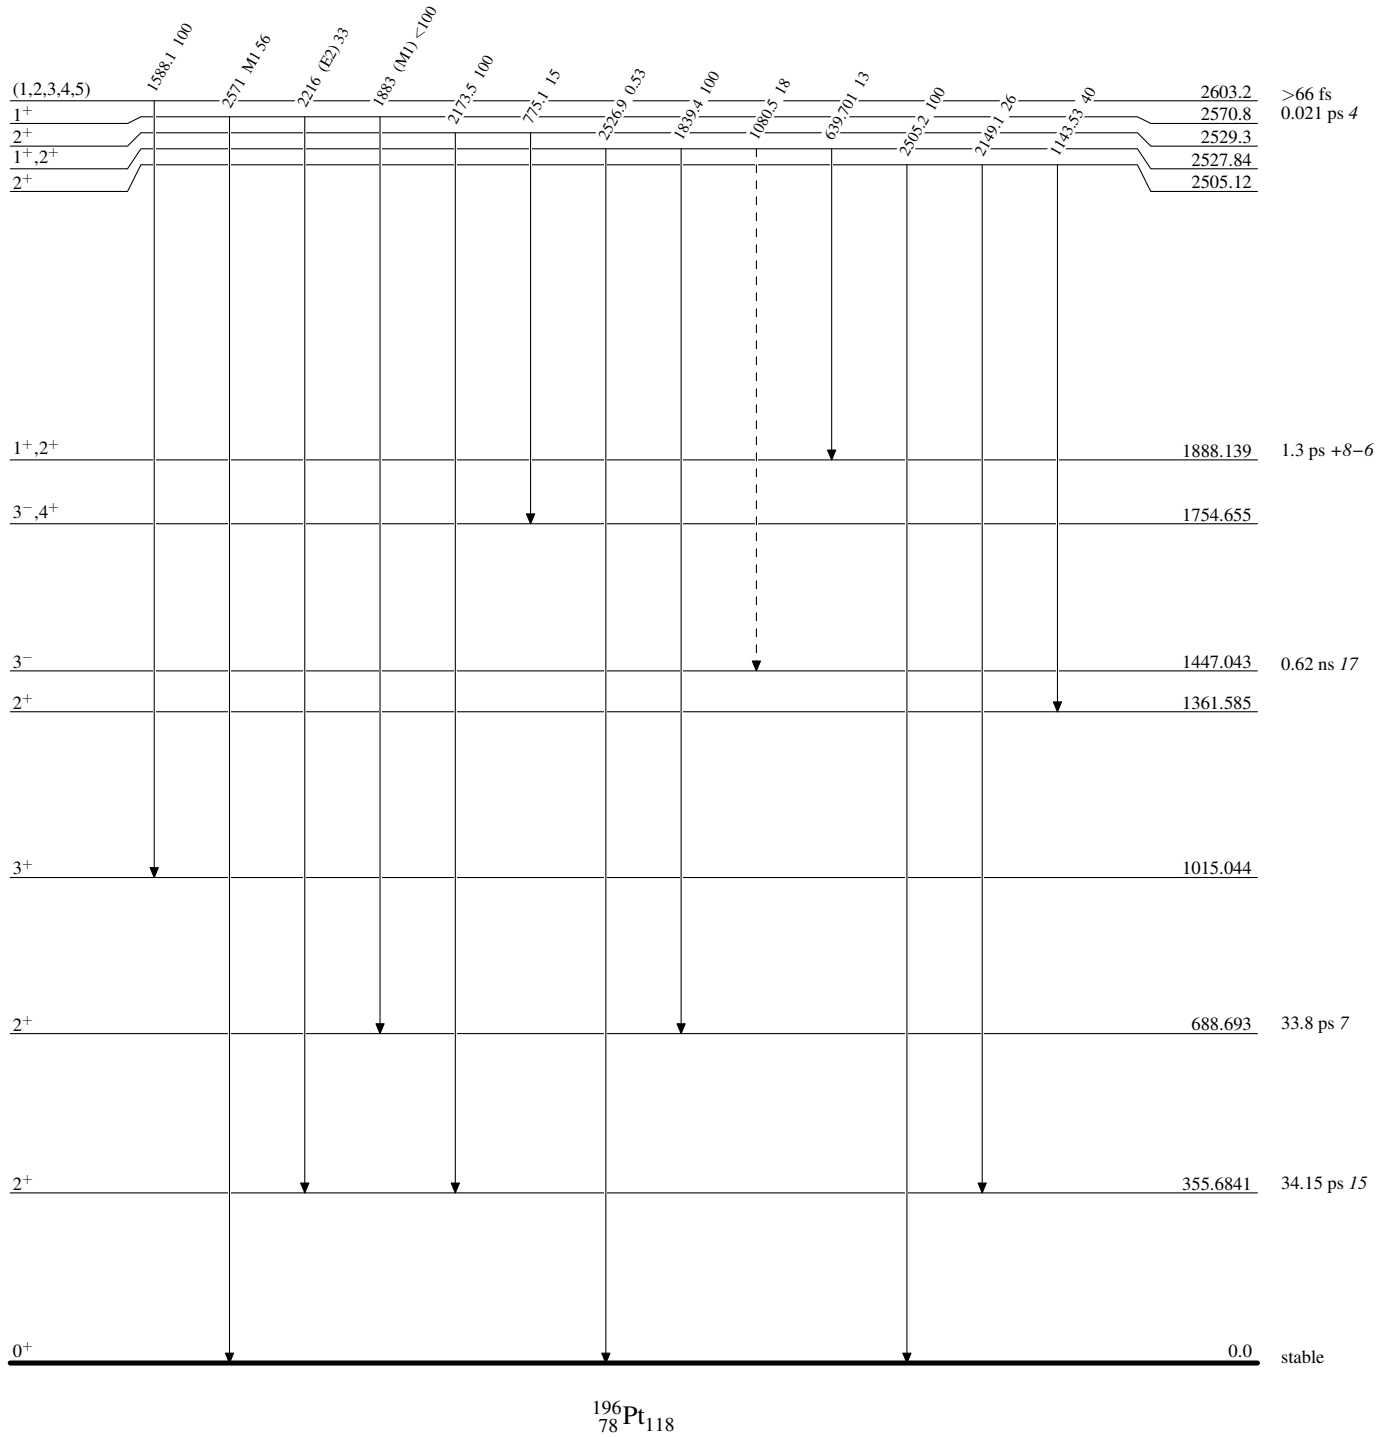 1588.1 100
2571 M1 56
2216 (E2) 33
1883 (M1) <100
2173.5 100
775.1 15
2526.9 0.53
1839.4 100
1080.5 18
639.701 13
2505.2 100
2149.1 26
1143.53 40
(1,2,3,4,5) 2603.2 >66 fs
1⁺ 2570.8 0.021 ps 4
2⁺ 2529.3
1⁺,2⁺ 2527.84
2⁺ 2505.12
1⁺,2⁺ 1888.139 1.3 ps +8−6
3⁻,4⁺ 1754.655
3⁻ 1447.043 0.62 ns 17
2⁺ 1361.585
3⁺ 1015.044
2⁺ 688.693 33.8 ps 7
2⁺ 355.6841 34.15 ps 15
0⁺ 0.0 stable
¹⁹⁶₇₈Pt₁₁₈